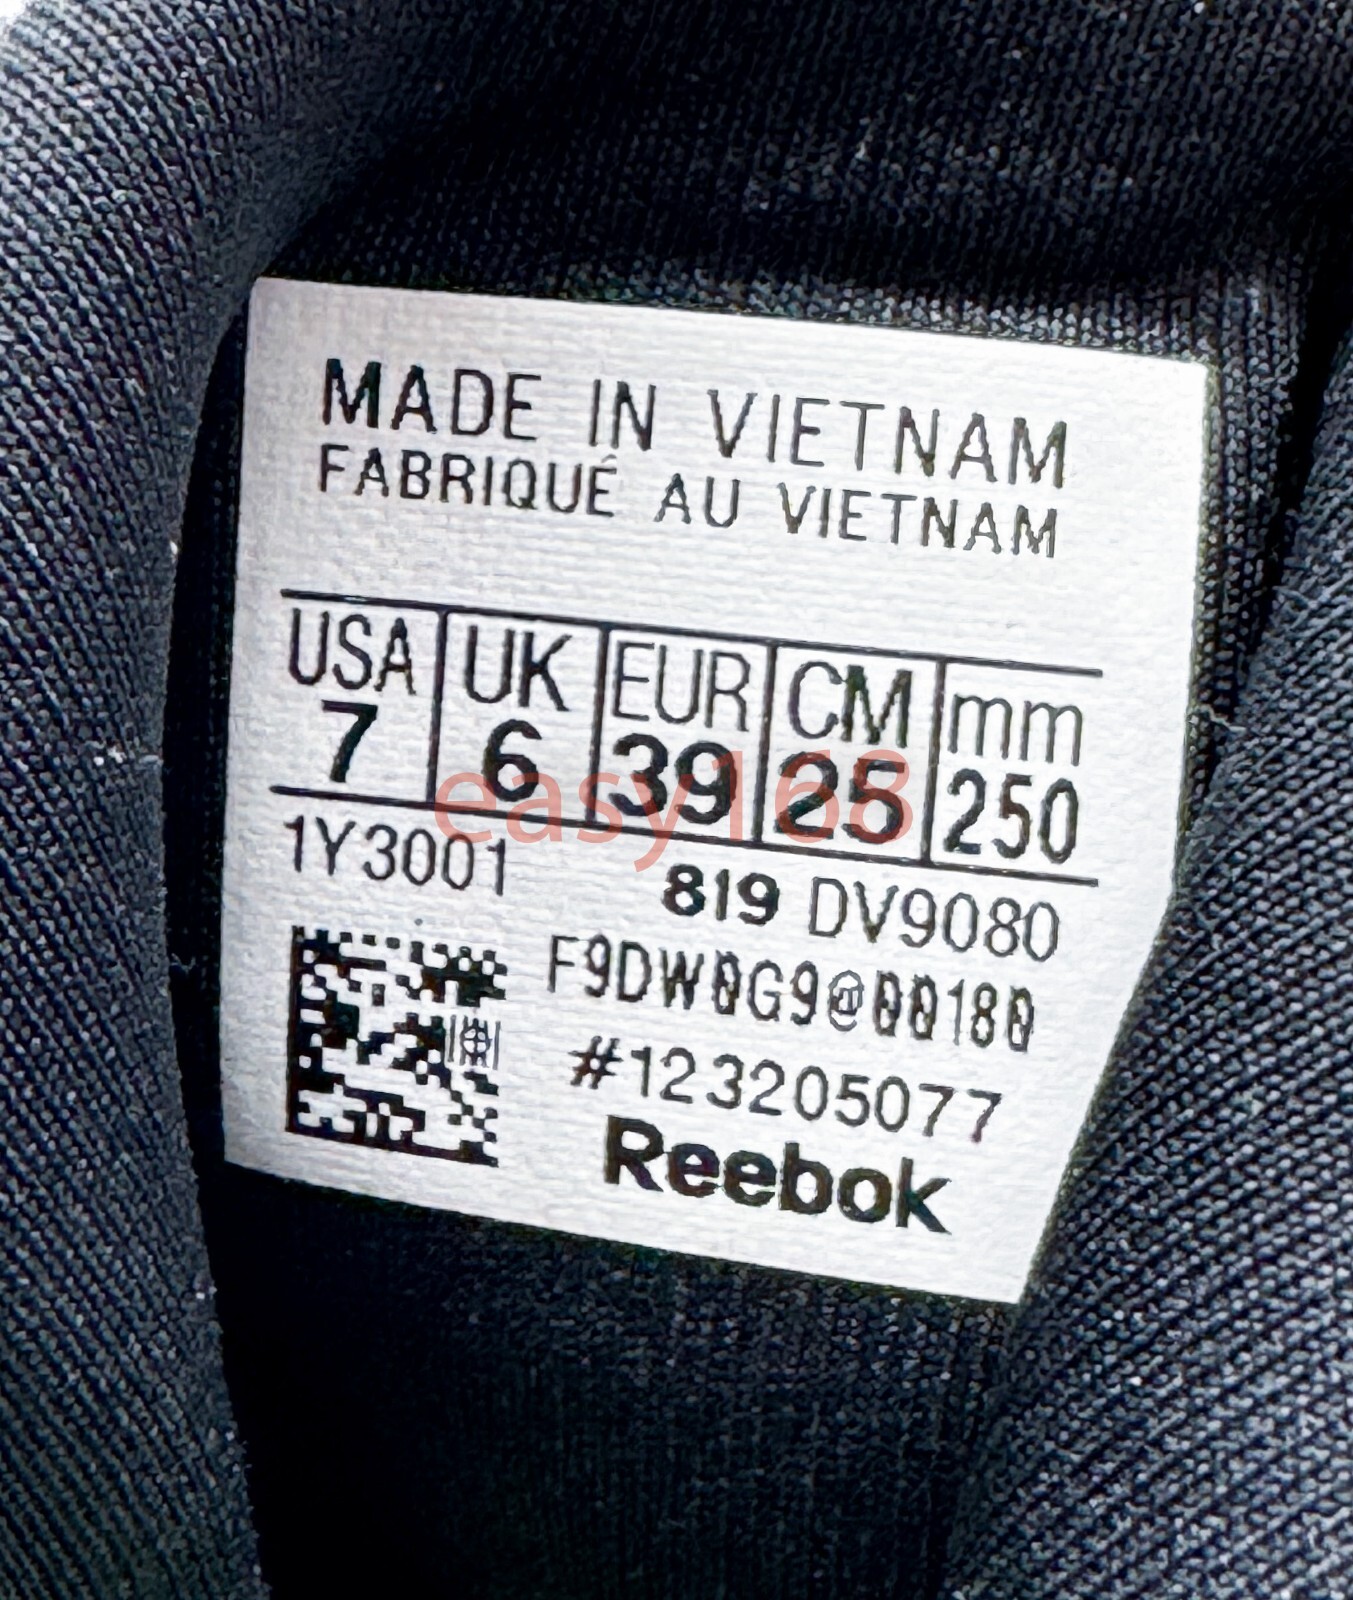 MADE IN VIETNAM
FABRIQUÉ AU VIETNAM
USA UK EUR CM mm
7 6 39 25 250
easy168
1Y3001 819 DV9080
F9DW0G9@00180
#123205077
Reebok